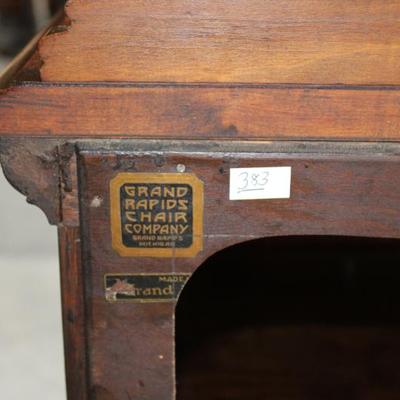 GRAND
RAPIDS
CHAIR
COMPANY
GRAND RAPIDS
MICHIGAN
383
MADE
Grand